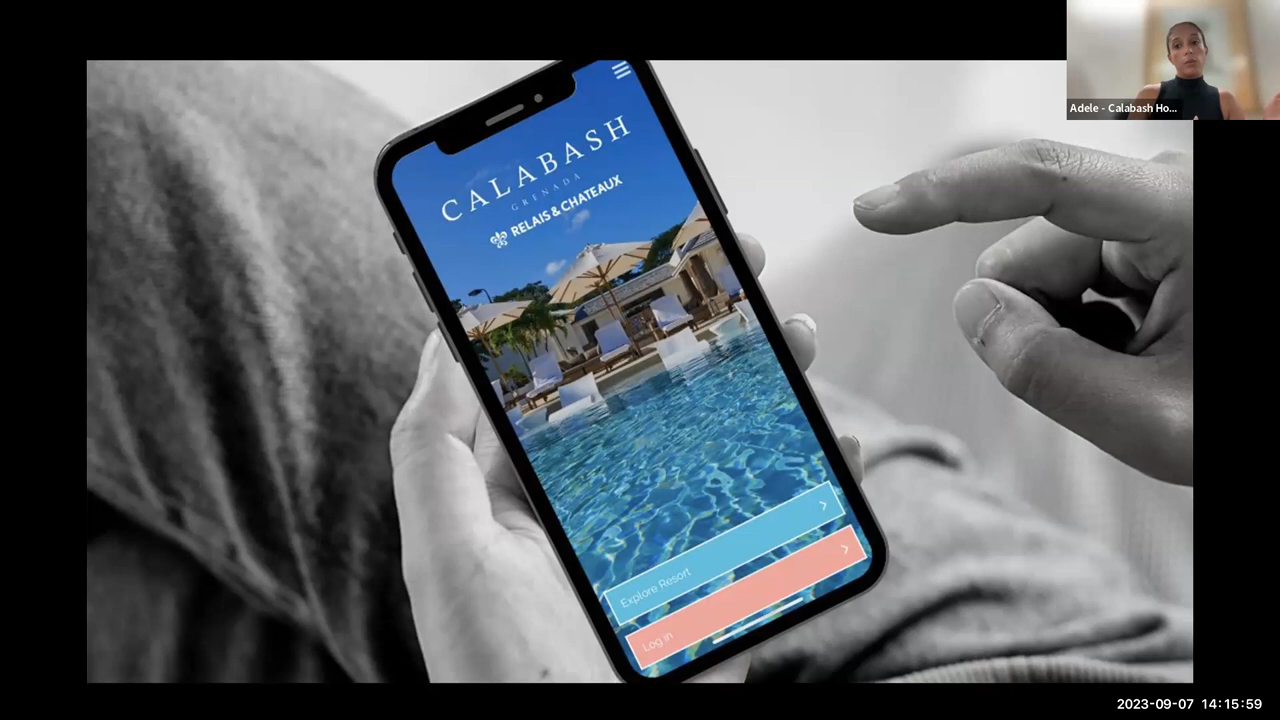 CALABASH
GRENADA
RELAIS & CHATEAUX
Explore Resort
Log in
Adele - Calabash Ho...
2023-09-07 14:15:59